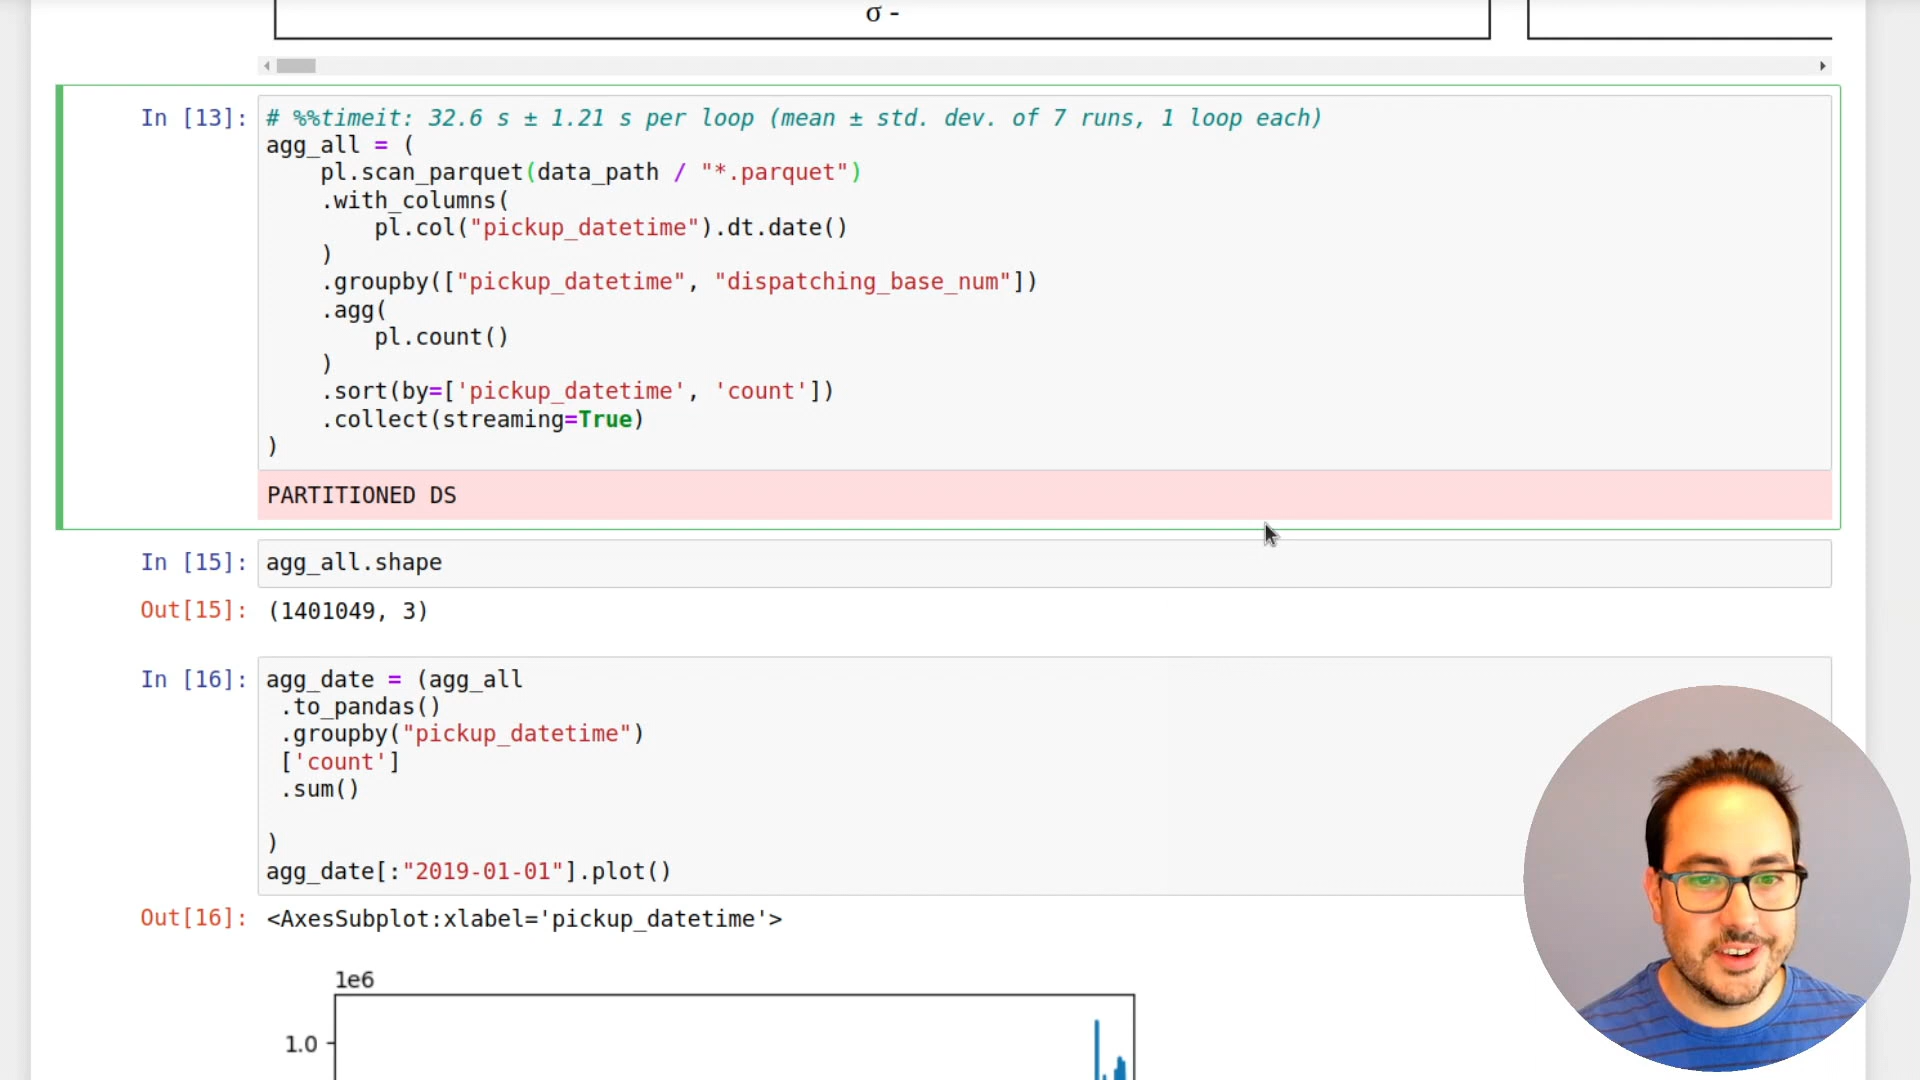 σ -
In [13]:
# %%timeit: 32.6 s ± 1.21 s per loop (mean ± std. dev. of 7 runs, 1 loop each)
agg_all = (
    pl.scan_parquet(data_path / "*.parquet")
    .with_columns(
        pl.col("pickup_datetime").dt.date()
    )
    .groupby(["pickup_datetime", "dispatching_base_num"])
    .agg(
        pl.count()
    )
    .sort(by=['pickup_datetime', 'count'])
    .collect(streaming=True)
)
PARTITIONED DS
In [15]: agg_all.shape
Out[15]: (1401049, 3)
In [16]: agg_date = (agg_all
 .to_pandas()
 .groupby("pickup_datetime")
 ['count']
 .sum()
)
agg_date[:"2019-01-01"].plot()
Out[16]: <AxesSubplot:xlabel='pickup_datetime'>
1e6
1.0